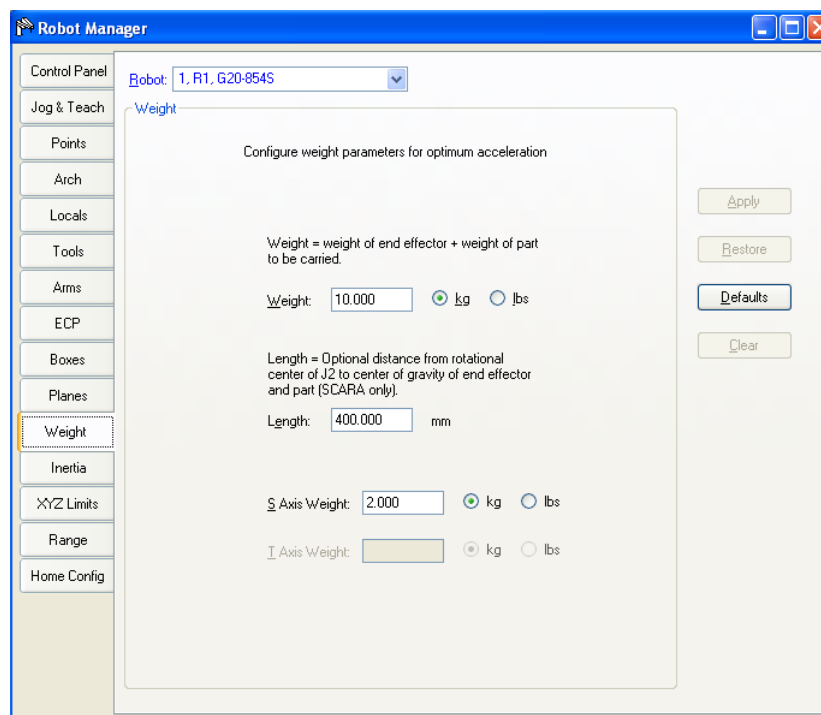 Robot Manager
Control Panel
Jog & Teach
Points
Arch
Locals
Tools
Arms
ECP
Boxes
Planes
Weight
Inertia
XYZ Limits
Range
Home Config
Robot: 1, R1, G20-854S
Weight
Configure weight parameters for optimum acceleration
Weight = weight of end effector + weight of part
to be carried.
Weight: 10.000 kg lbs
Length = Optional distance from rotational
center of J2 to center of gravity of end effector
and part (SCARA only).
Length: 400.000 mm
S Axis Weight: 2.000 kg lbs
T Axis Weight: kg lbs
Apply
Restore
Defaults
Clear